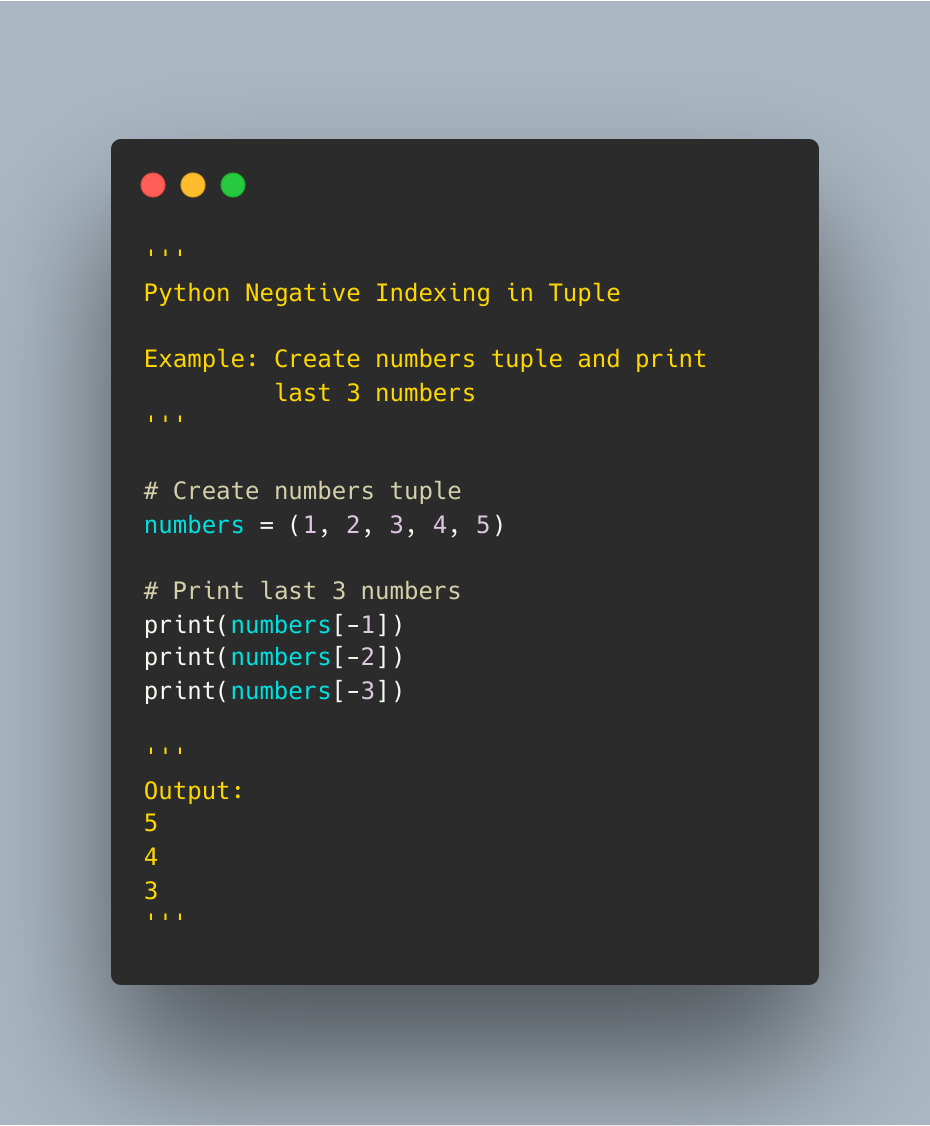 '''
Python Negative Indexing in Tuple
Example: Create numbers tuple and print
         last 3 numbers
'''
# Create numbers tuple
numbers = (1, 2, 3, 4, 5)
# Print last 3 numbers
print(numbers[-1])
print(numbers[-2])
print(numbers[-3])
'''
Output:
5
4
3
'''